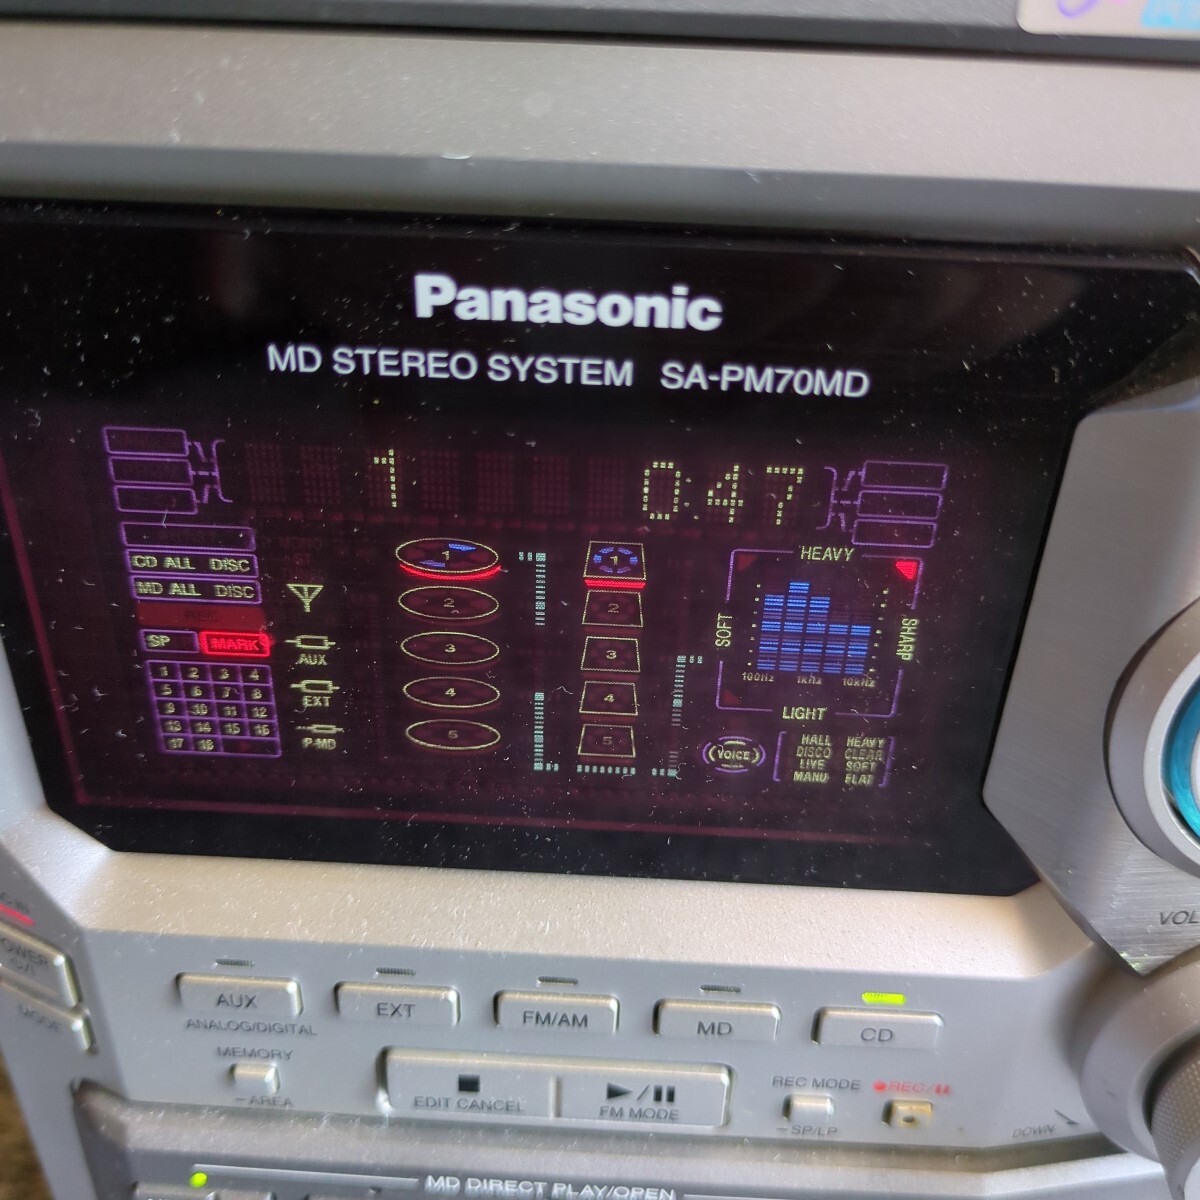 Panasonic
MD STEREO SYSTEM SA-PM70MD
1 0:47
CD ALL DISC
MD ALL DISC
REC
SP MARK
1 2 3 4
5 6 7 8
9 10 11 12
13 14 15 16
17 18
AUX
EXT
P-MD
1
2
3
4
5
1
2
3
4
5
HEAVY
SOFT
SHARP
100Hz 1kHz 10kHz
LIGHT
VOICE
HALL HEAVY
DISCO CLEAR
LIVE SOFT
MANU FLAT
VOL
POWER
MODE
AUX
ANALOG/DIGITAL
EXT
FM/AM
MD
CD
MEMORY
-AREA
EDIT CANCEL
FM MODE
REC MODE
-SP/LP
REC/
DOWN
MD DIRECT PLAY/OPEN